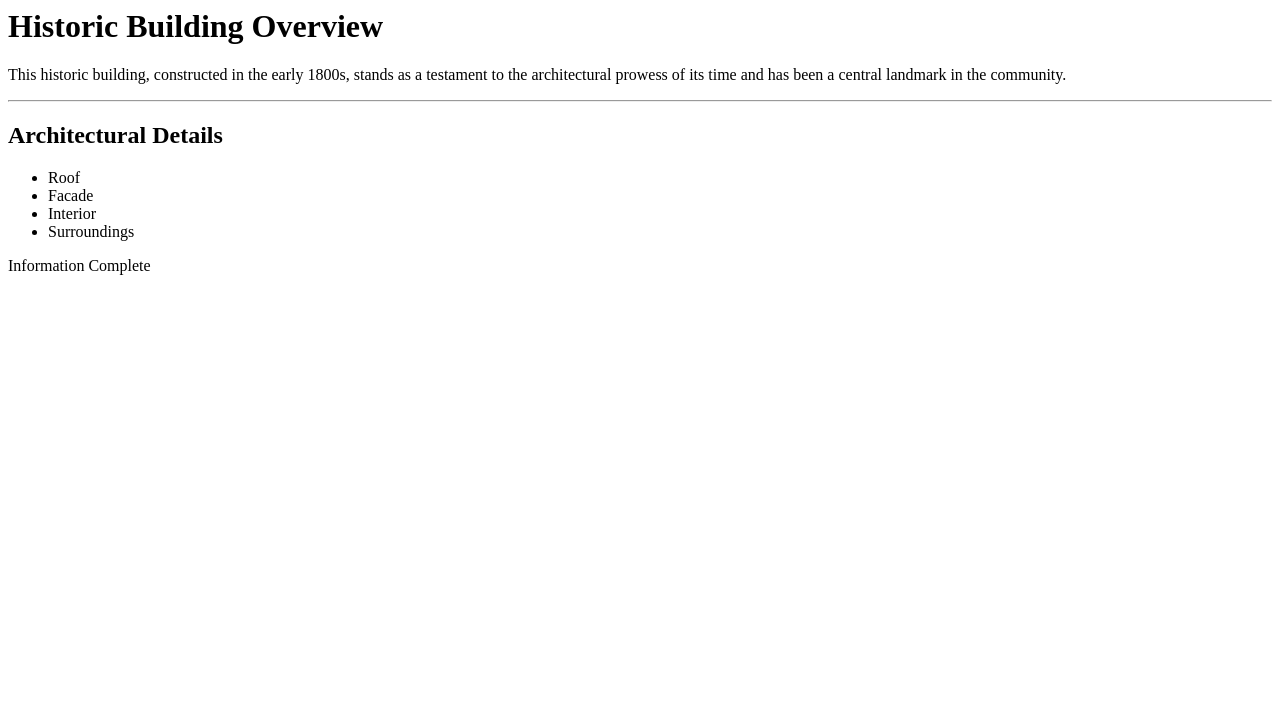 Historic Building Overview
This historic building, constructed in the early 1800s, stands as a testament to the architectural prowess of its time and has been a central landmark in the community.
Architectural Details
Roof
Facade
Interior
Surroundings
Information Complete